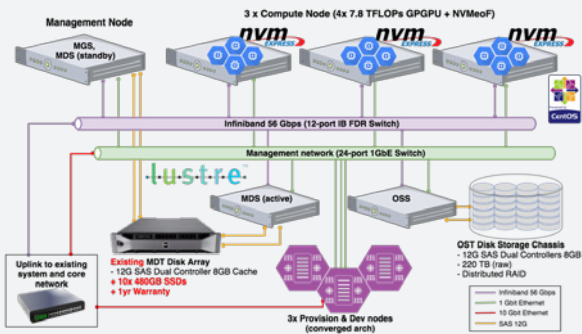 Management Node
3 x Compute Node (4x 7.8 TFLOPs GPGPU + NVMeoF)
MGS,
MDS (standby)
nvm
EXPRESS
nvm
EXPRESS
nvm
EXPRESS
CentOS
Infiniband 56 Gbps (12-port IB FDR Switch)
Management network (24-port 1GbE Switch)
lustre
MDS (active)
OSS
Existing MDT Disk Array
- 12G SAS Dual Controller 8GB Cache
+ 10x 480GB SSDs
+ 1yr Warranty
OST Disk Storage Chassis
- 12G SAS Dual Controllers 8GB
- 220 TB (raw)
- Distributed RAID
Uplink to existing
system and core
network
3x Provision & Dev nodes
(converged arch)
Infiniband 56 Gbps
1 Gbit Ethernet
10 Gbit Ethernet
SAS 12G